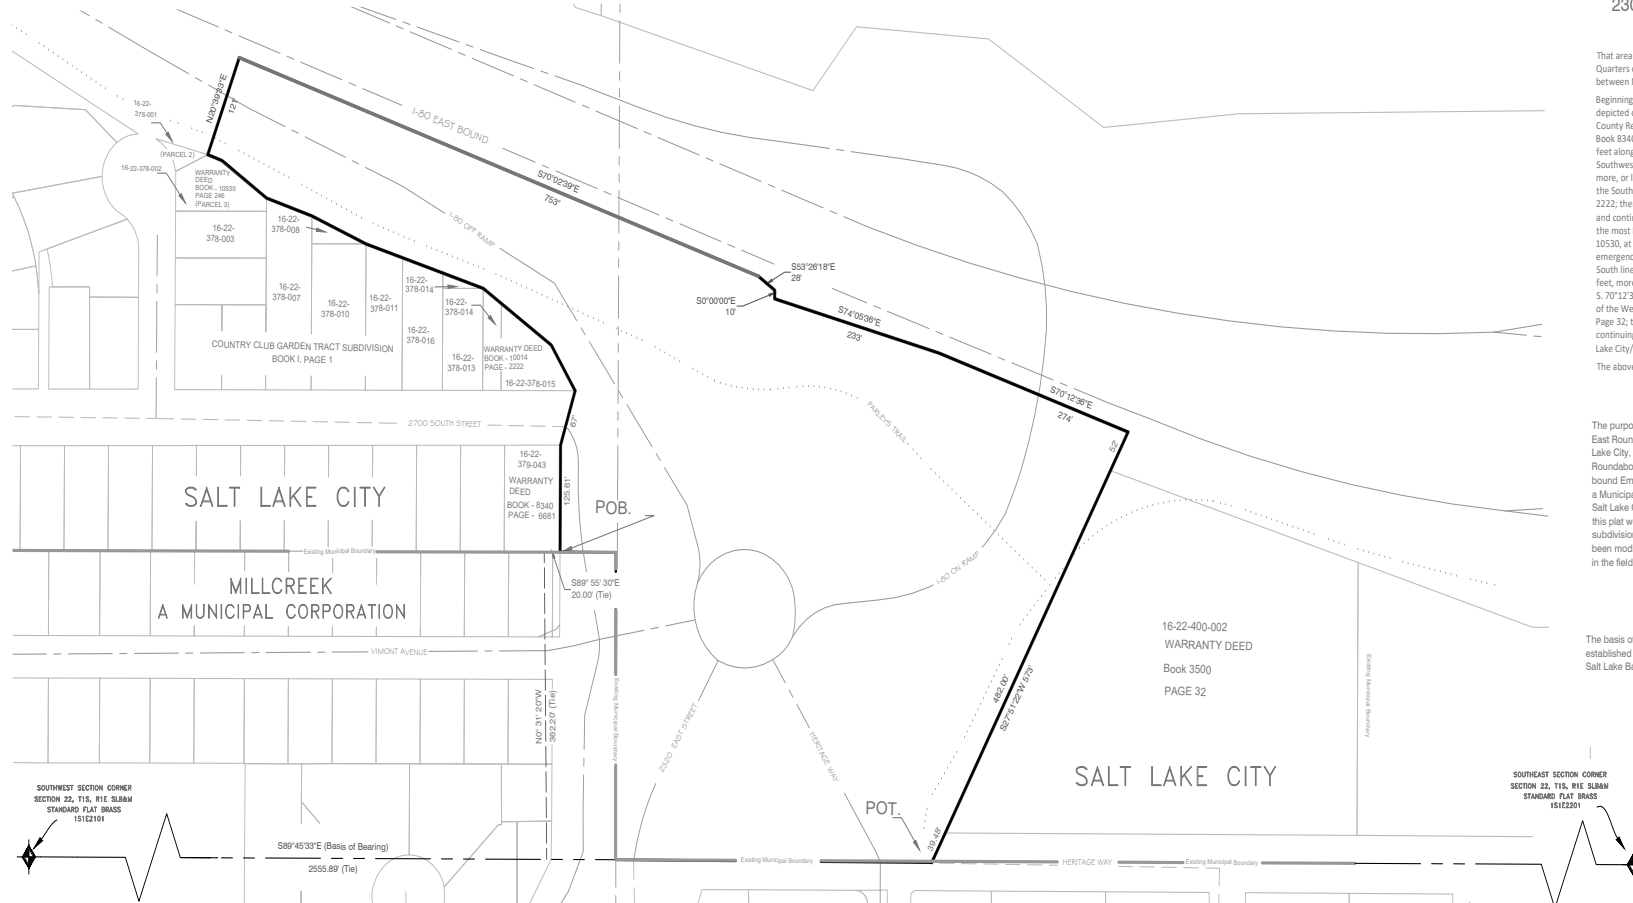 230
That area
Quarters
between
Beginning
depicted
County Re
Book 8340
feet along
Southwes
more, or l
the South
2222; the
and conti
the most
10530, at
emergenc
South line
feet, more
S. 70°12'3
of the We
Page 32; t
continuing
Lake City/
The above
The purpo
East Roun
Lake City,
Roundabo
bound Em
a Municipa
Salt Lake
this plat w
subdivision
been mod
in the field
The basis of
established
Salt Lake Ba
N20°39'33"E
121'
16-22-
378-001
(PARCEL 2)
16-22-378-002
WARRANTY
DEED
BOOK - 10530
PAGE 246
(PARCEL 3)
16-22-
378-003
16-22-
378-008
16-22-
378-007
16-22-
378-010
16-22-
378-011
16-22-
378-014
16-22-
378-014
16-22-
378-016
16-22-
378-013
WARRANTY DEED
BOOK - 10014
PAGE - 2222
16-22-378-015
COUNTRY CLUB GARDEN TRACT SUBDIVISION
BOOK I, PAGE 1
I-80 EAST BOUND
S70°02'39"E
753'
I-80 OFF RAMP
S53°26'18"E
28'
S0°00'00"E
10'
S74°05'36"E
233'
S70°12'36"E
274'
52'
PARLEYS TRAIL
2700 SOUTH STREET
67'
16-22-
379-043
WARRANTY
DEED
BOOK - 8340
PAGE - 6681
125.61'
POB.
SALT LAKE CITY
Existing Municipal Boundary
MILLCREEK
A MUNICIPAL CORPORATION
S89° 55' 30"E
20.00' (Tie)
I-80 ON RAMP
VIMONT AVENUE
N0° 31' 20"W
362.20' (Tie)
Existing Municipal Boundary
2320 EAST STREET
HERITAGE WAY
482.00'
S27°51'22"W 573'
16-22-400-002
WARRANTY DEED
Book 3500
PAGE 32
Existing Municipal Boundary
SALT LAKE CITY
POT.
39.48'
SOUTHWEST SECTION CORNER
SECTION 22, T1S, R1E SLB&M
STANDARD FLAT BRASS
1S1E2101
S89°45'33"E (Basis of Bearing)
2555.89' (Tie)
Existing Municipal Boundary
HERITAGE WAY
Existing Municipal Boundary
SOUTHEAST SECTION CORNER
SECTION 22, T1S, R1E SLB&M
STANDARD FLAT BRASS
1S1E2201